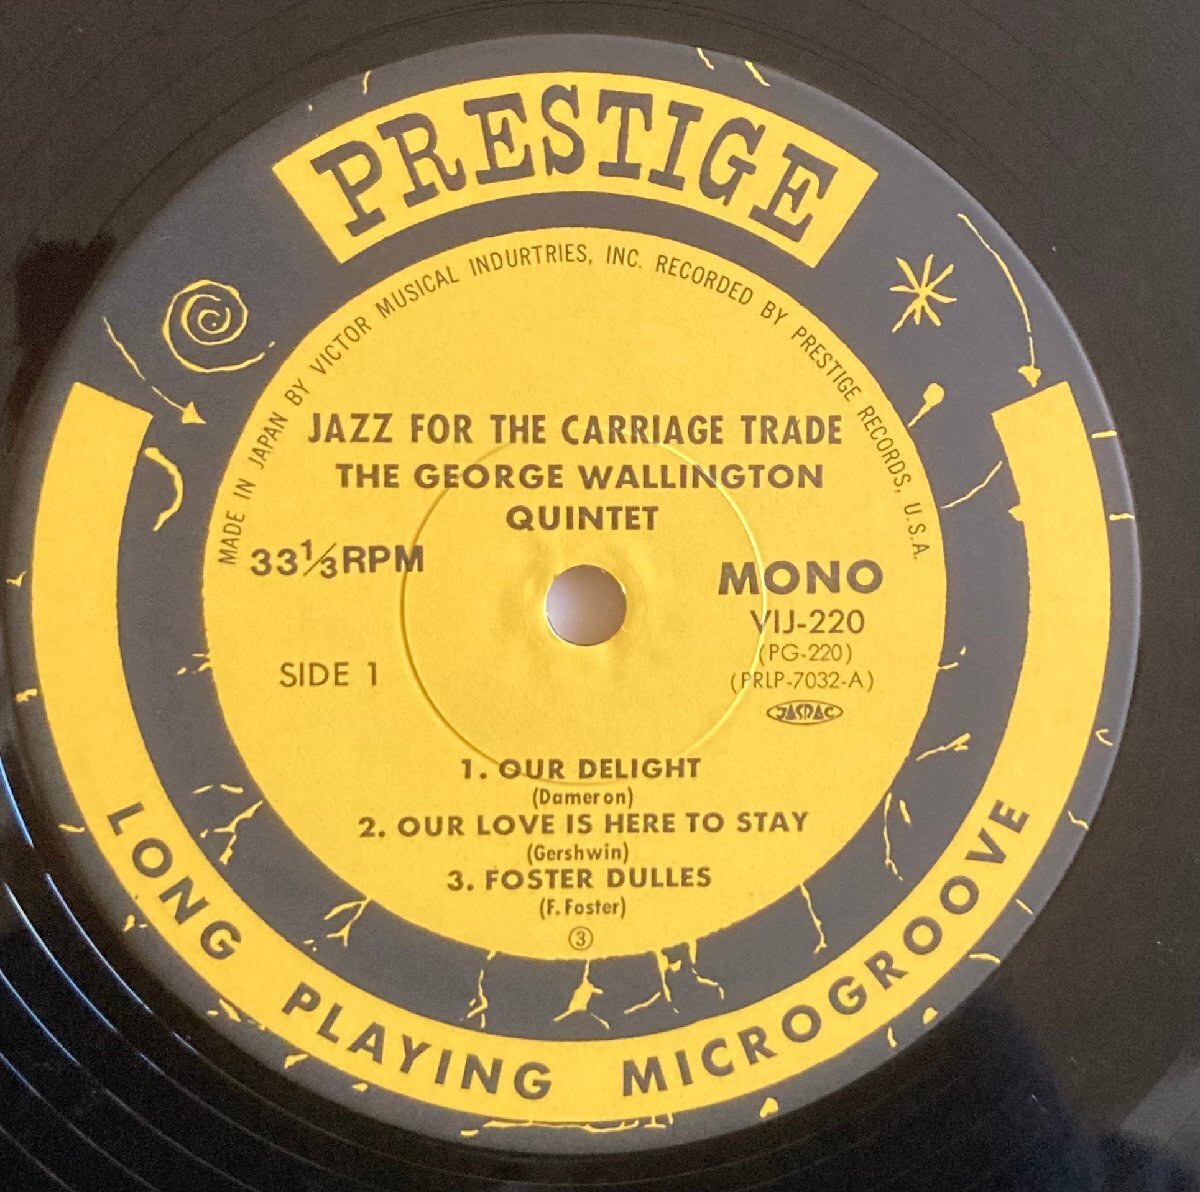 PRESTIGE
MADE IN JAPAN BY VICTOR MUSICAL INDURTRIES, INC. RECORDED BY PRESTIGE RECORDS, U.S.A.
JAZZ FOR THE CARRIAGE TRADE
THE GEORGE WALLINGTON
QUINTET
33⅓RPM
MONO
VIJ-220
(PG-220)
(PRLP-7032-A)
JASRAC
SIDE 1
1. OUR DELIGHT
(Dameron)
2. OUR LOVE IS HERE TO STAY
(Gershwin)
3. FOSTER DULLES
(F. Foster)
③
LONG PLAYING MICROGROOVE